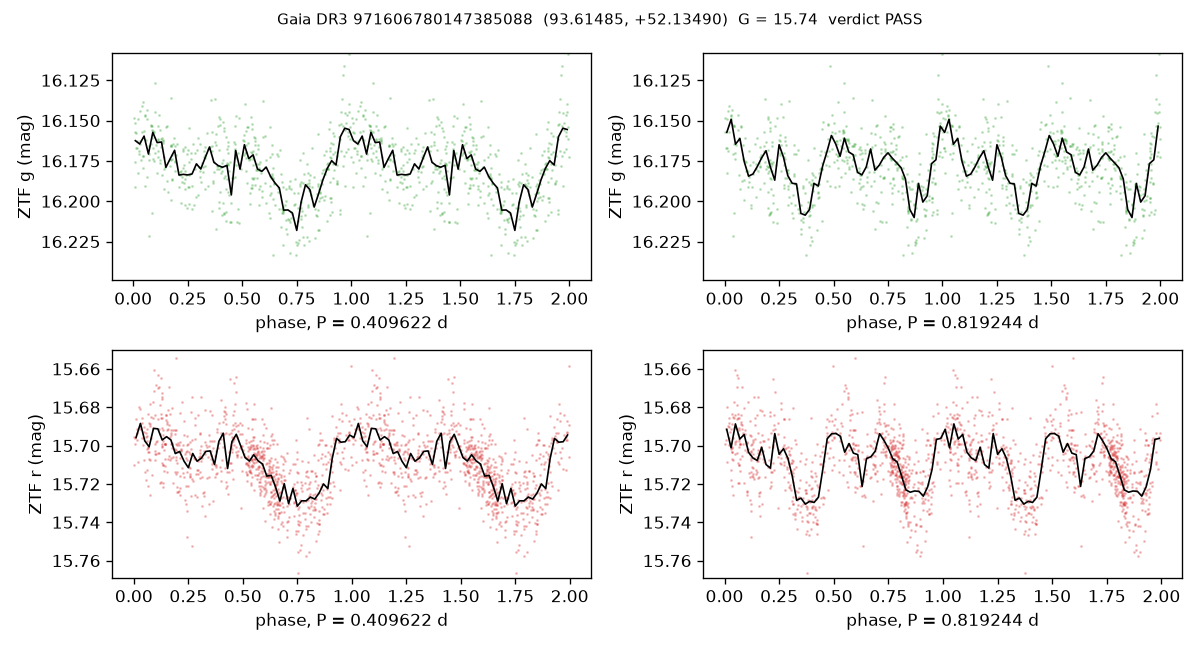 Gaia DR3 971606780147385088 (93.61485, +52.13490) G = 15.74 verdict PASS
ZTF g (mag)
16.125
16.150
16.175
16.200
16.225
0.00 0.25 0.50 0.75 1.00 1.25 1.50 1.75 2.00
phase, P = 0.409622 d
ZTF g (mag)
16.125
16.150
16.175
16.200
16.225
0.00 0.25 0.50 0.75 1.00 1.25 1.50 1.75 2.00
phase, P = 0.819244 d
ZTF r (mag)
15.66
15.68
15.70
15.72
15.74
15.76
0.00 0.25 0.50 0.75 1.00 1.25 1.50 1.75 2.00
phase, P = 0.409622 d
ZTF r (mag)
15.66
15.68
15.70
15.72
15.74
15.76
0.00 0.25 0.50 0.75 1.00 1.25 1.50 1.75 2.00
phase, P = 0.819244 d